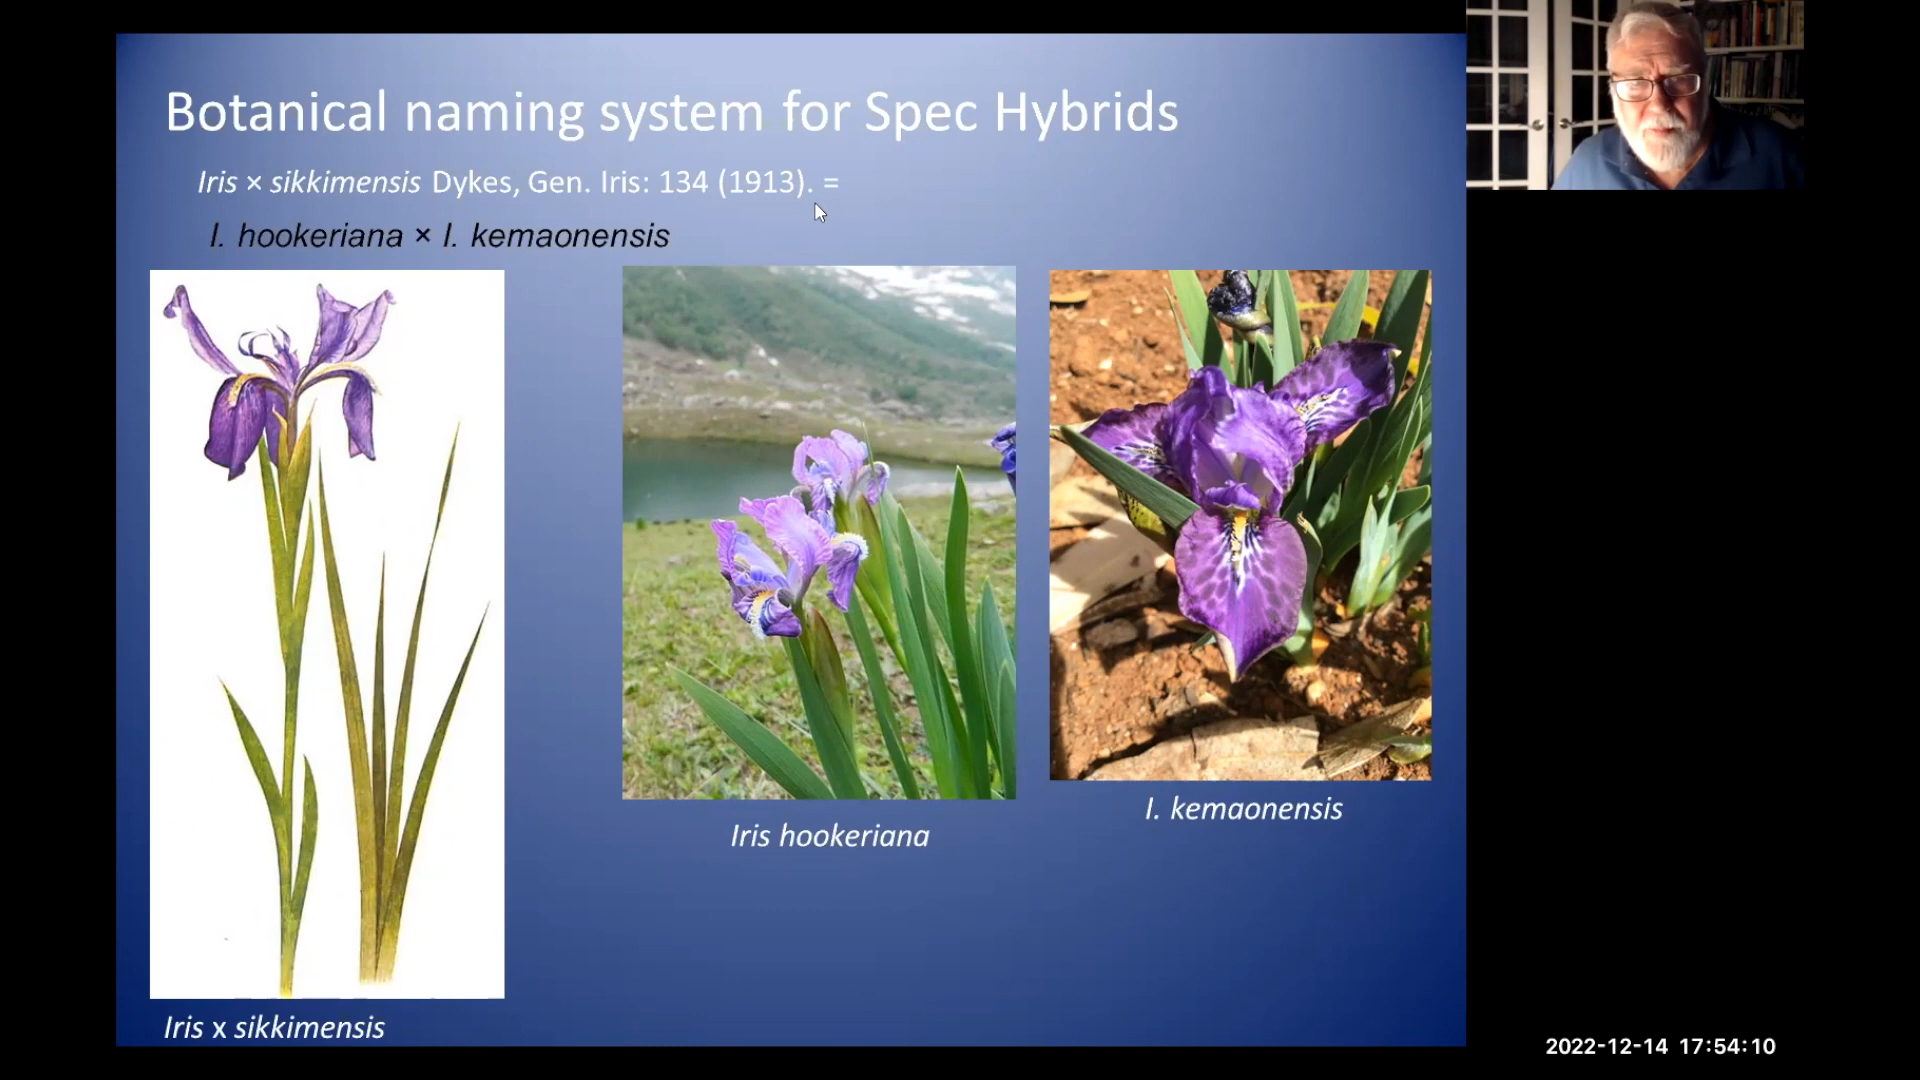 Botanical naming system for Spec Hybrids
Iris × sikkimensis Dykes, Gen. Iris: 134 (1913). =
I. hookeriana × I. kemaonensis
I. kemaonensis
Iris hookeriana
Iris x sikkimensis
2022-12-14 17:54:10